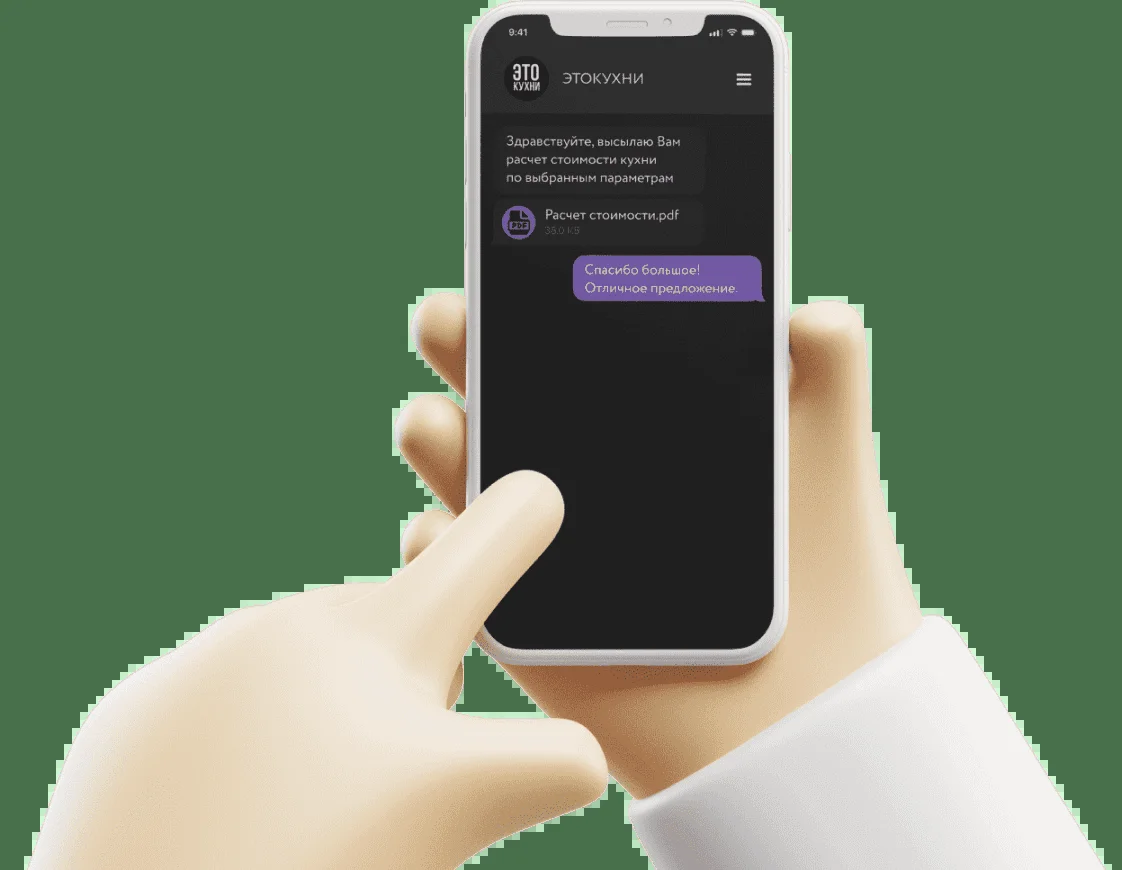 9:41
ЭТО
КУХНИ
ЭТОКУХНИ
Здравствуйте, высылаю Вам
расчет стоимости кухни
по выбранным параметрам
PDF
Расчет стоимости.pdf
38.0 KB
Спасибо большое!
Отличное предложение.